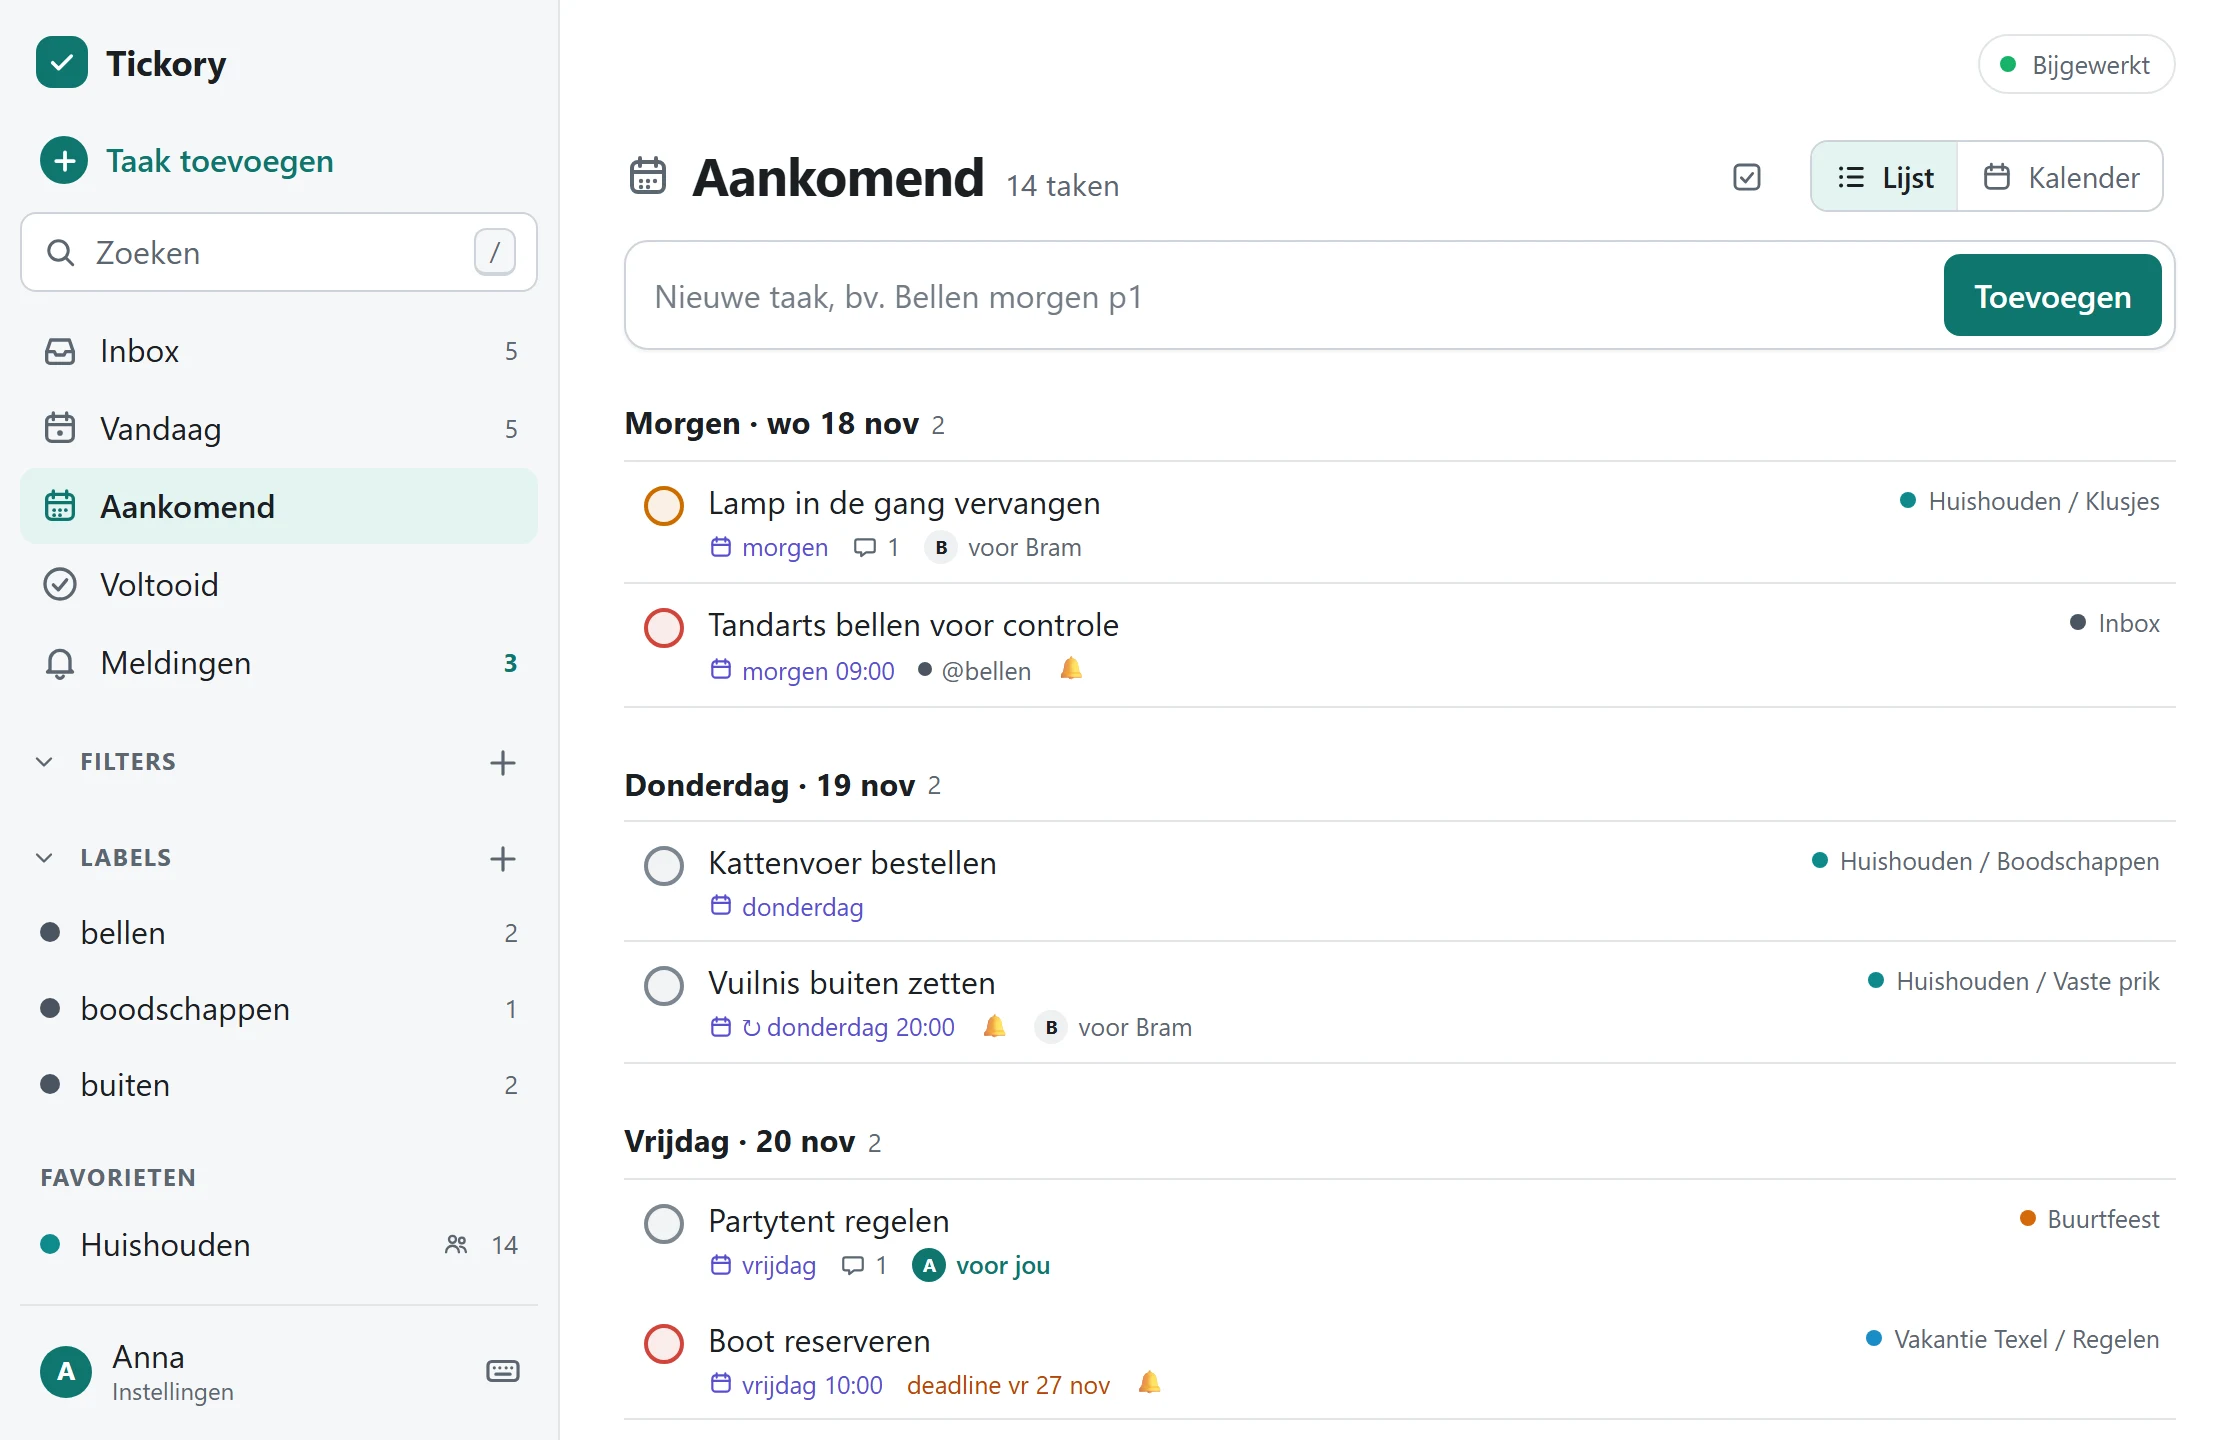 Tickory
Taak toevoegen
Zoeken /
Inbox 5
Vandaag 5
Aankomend
Voltooid
Meldingen 3
FILTERS
LABELS
bellen 2
boodschappen 1
buiten 2
FAVORIETEN
Huishouden 14
A Anna
Instellingen
Bijgewerkt
Aankomend 14 taken
Lijst Kalender
Nieuwe taak, bv. Bellen morgen p1 Toevoegen
Morgen · wo 18 nov 2
Lamp in de gang vervangen Huishouden / Klusjes
morgen 1 B voor Bram
Tandarts bellen voor controle Inbox
morgen 09:00 @bellen
Donderdag · 19 nov 2
Kattenvoer bestellen Huishouden / Boodschappen
donderdag
Vuilnis buiten zetten Huishouden / Vaste prik
↻ donderdag 20:00 B voor Bram
Vrijdag · 20 nov 2
Partytent regelen Buurtfeest
vrijdag 1 A voor jou
Boot reserveren Vakantie Texel / Regelen
vrijdag 10:00 deadline vr 27 nov